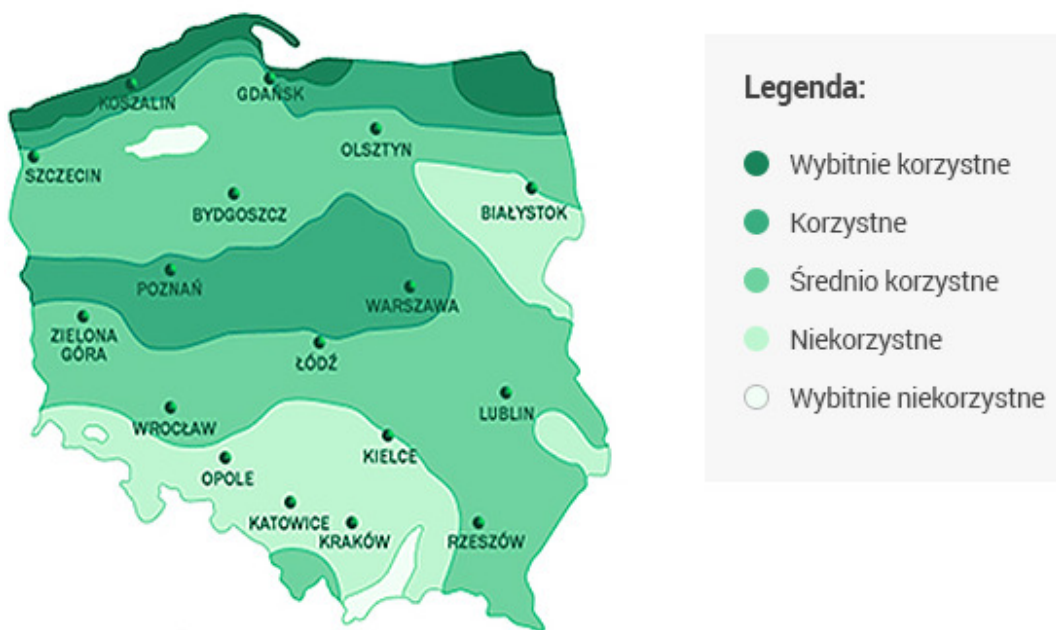 KOSZALIN
GDAŃSK
OLSZTYN
SZCZECIN
BYDGOSZCZ
BIAŁYSTOK
POZNAŃ
WARSZAWA
ZIELONA
GÓRA
ŁÓDŹ
LUBLIN
WROCŁAW
KIELCE
OPOLE
KATOWICE
KRAKÓW
RZESZÓW
Legenda:
Wybitnie korzystne
Korzystne
Średnio korzystne
Niekorzystne
Wybitnie niekorzystne